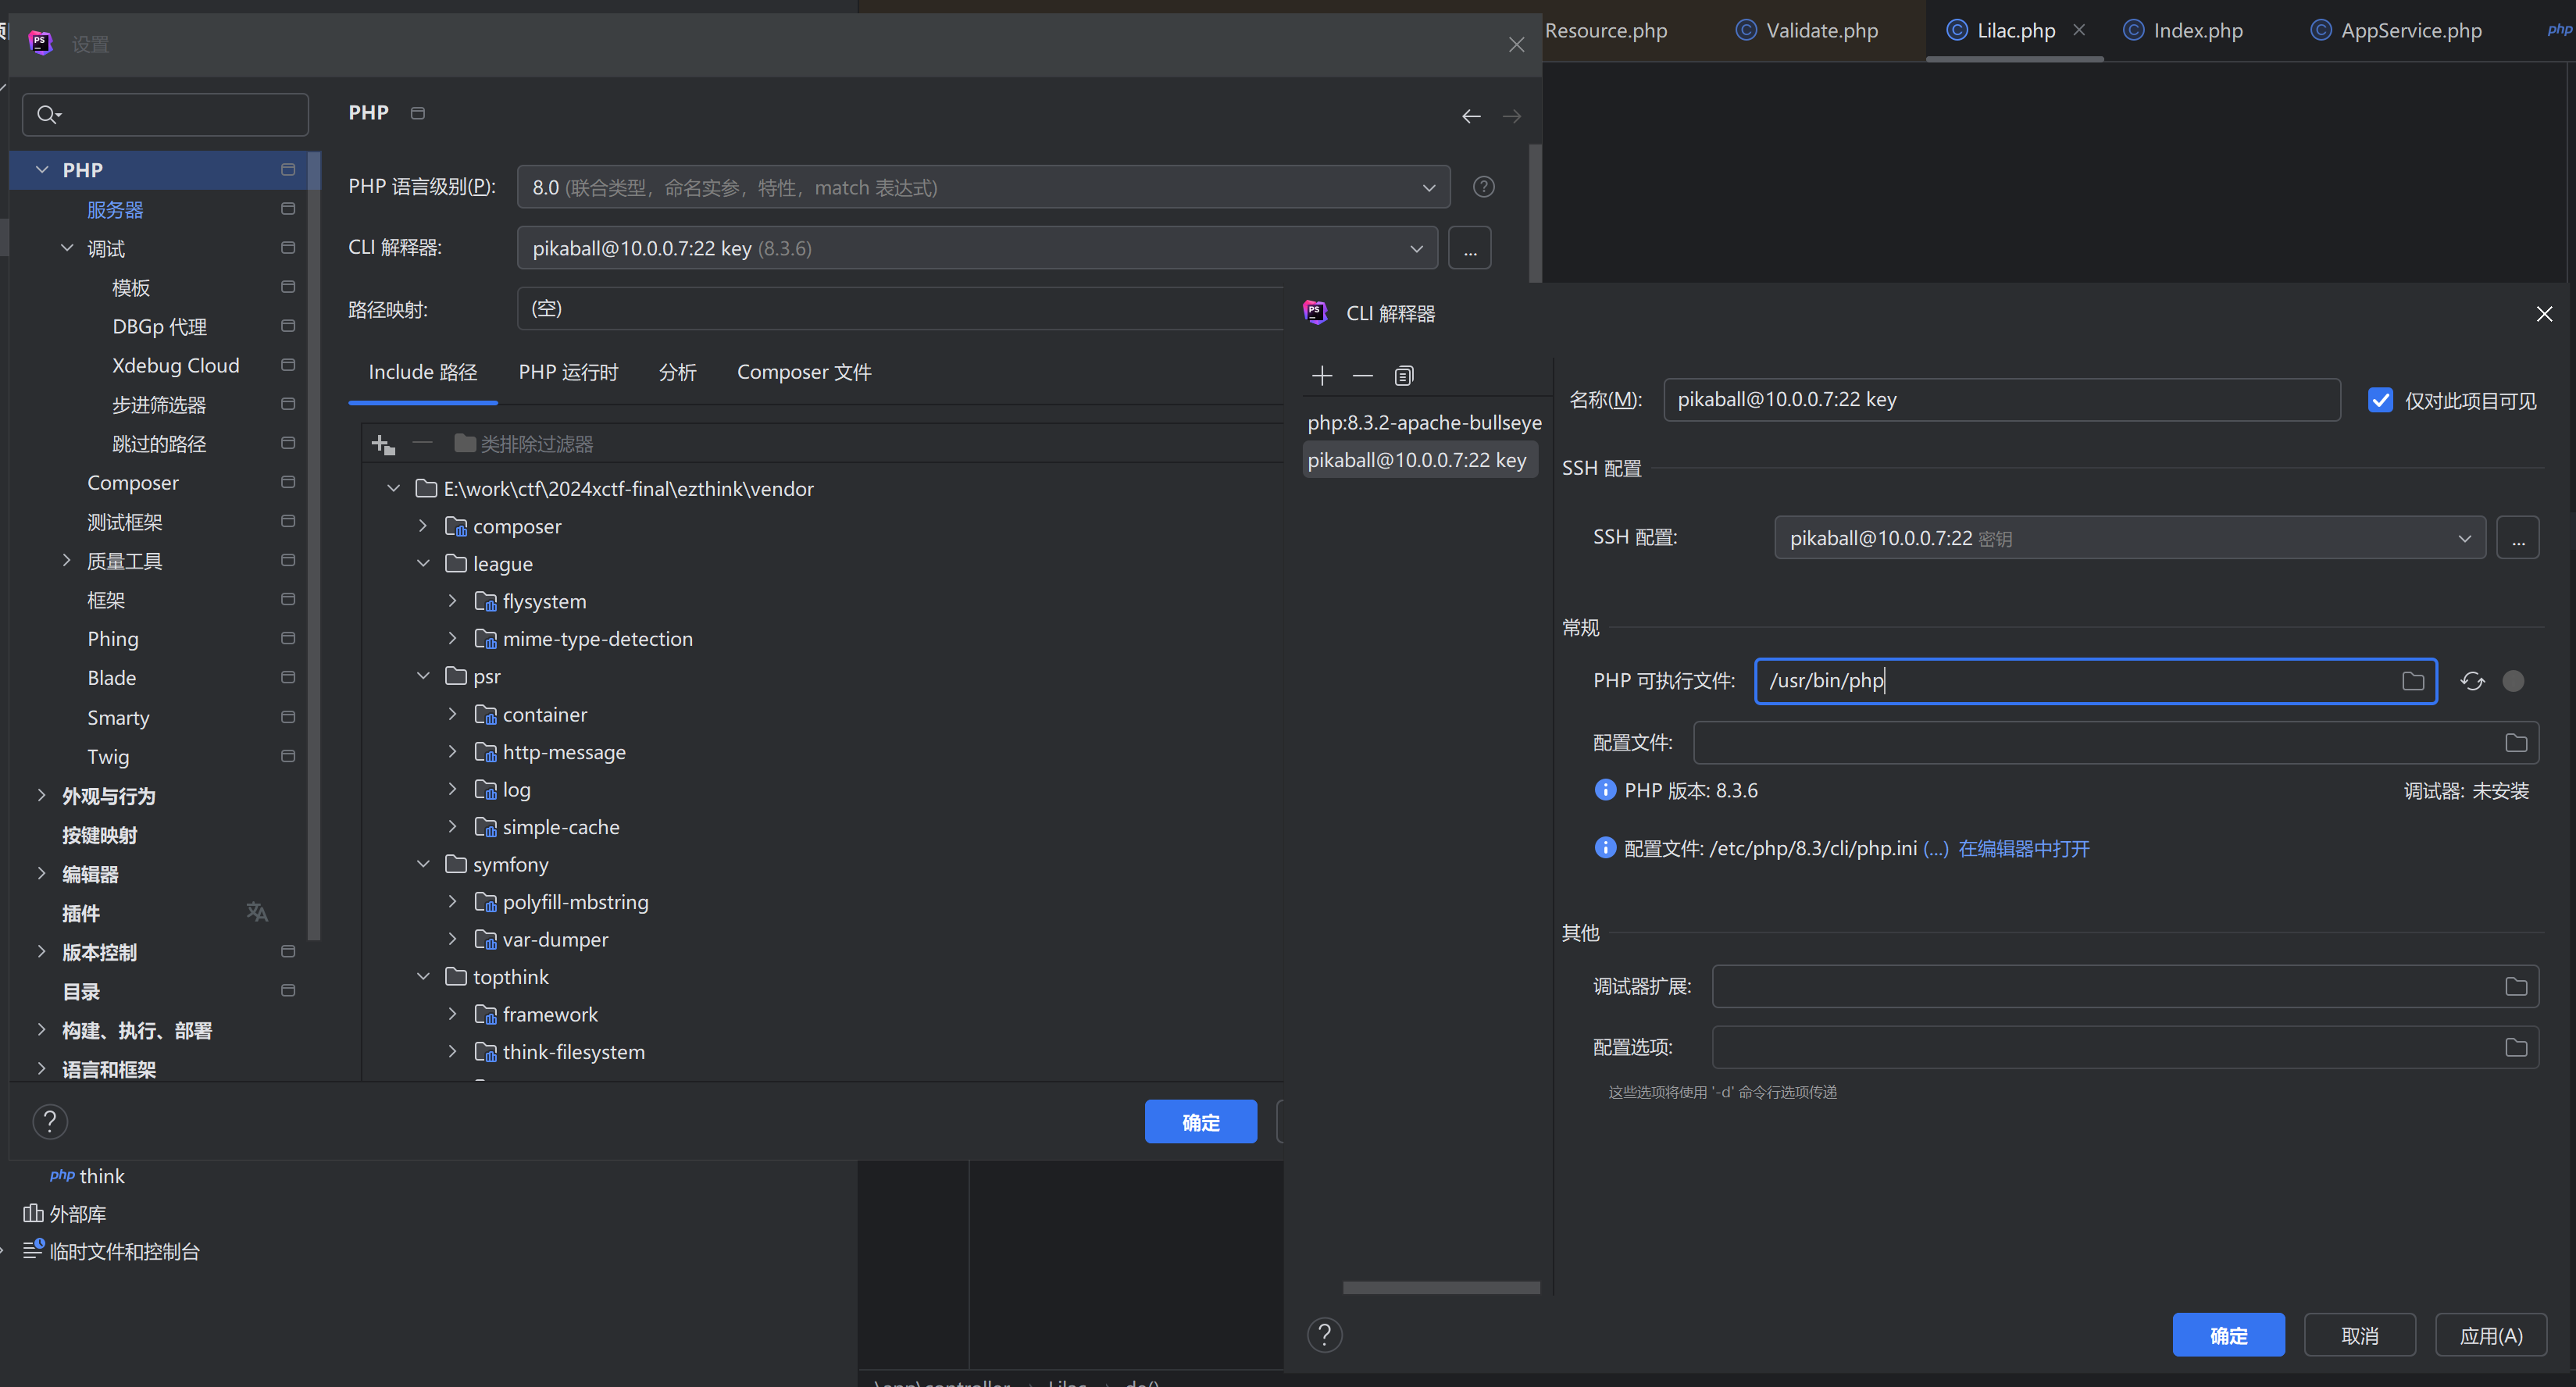 设置
PHP
服务器
调试
模板
DBGp 代理
Xdebug Cloud
步进筛选器
跳过的路径
Composer
测试框架
质量工具
框架
Phing
Blade
Smarty
Twig
外观与行为
按键映射
编辑器
插件
版本控制
目录
构建、执行、部署
语言和框架
PHP
PHP 语言级别(P): 8.0 (联合类型，命名实参，特性，match 表达式)
CLI 解释器: pikaball@10.0.0.7:22 key (8.3.6) ...
路径映射: (空)
Include 路径 PHP 运行时 分析 Composer 文件
类排除过滤器
E:\work\ctf\2024xctf-final\ezthink\vendor
composer
league
flysystem
mime-type-detection
psr
container
http-message
log
simple-cache
symfony
polyfill-mbstring
var-dumper
topthink
framework
think-filesystem
? 确定
php think
外部库
临时文件和控制台
Resource.php Validate.php Lilac.php Index.php AppService.php php
CLI 解释器
php:8.3.2-apache-bullseye
pikaball@10.0.0.7:22 key
名称(M): pikaball@10.0.0.7:22 key 仅对此项目可见
SSH 配置
SSH 配置: pikaball@10.0.0.7:22 密钥 ...
常规
PHP 可执行文件: /usr/bin/php
配置文件:
PHP 版本: 8.3.6 调试器: 未安装
配置文件: /etc/php/8.3/cli/php.ini (...) 在编辑器中打开
其他
调试器扩展:
配置选项:
这些选项将使用 '-d' 命令行选项传递
? 确定 取消 应用(A)